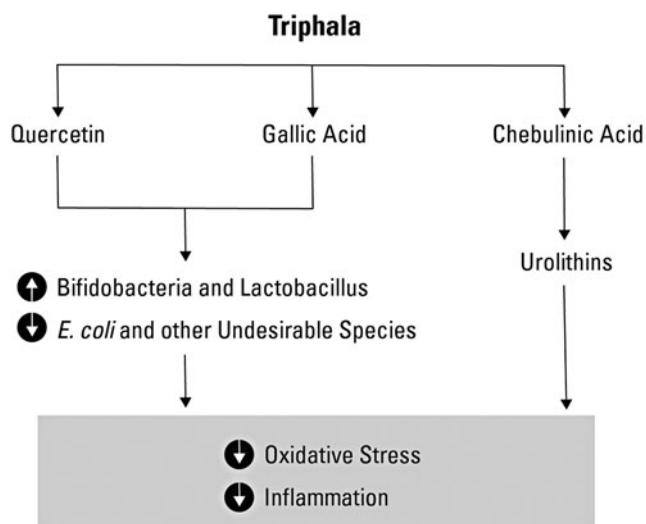 Triphala
Quercetin
Gallic Acid
Chebulinic Acid
Urolithins
Bifidobacteria and Lactobacillus
E. coli and other Undesirable Species
Oxidative Stress
Inflammation